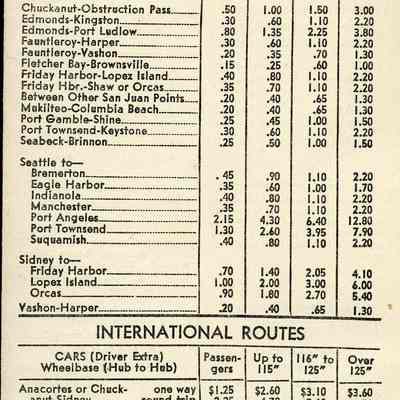 Chuckanut-Obstruction Pass .50 1.00 1.50 3.00
Edmonds-Kingston .30 .60 1.10 2.20
Edmonds-Port Ludlow .80 1.35 2.25 3.80
Fauntleroy-Harper .30 .60 1.10 2.20
Fauntleroy-Vashon .20 .35 .70 1.30
Fletcher Bay-Brownsville .15 .25 .60 1.00
Friday Harbor-Lopez Island .40 .80 1.10 2.20
Friday Hbr.-Shaw or Orcas .35 .70 1.10 2.20
Between Other San Juan Points .20 .40 .65 1.30
Mukilteo-Columbia Beach .20 .40 .65 1.30
Port Gamble-Shine .25 .45 1.00 1.50
Port Townsend-Keystone .30 .60 1.10 2.20
Seabeck-Brinnon .25 .50 1.00 1.50
Seattle to—
Bremerton .45 .90 1.10 2.20
Eagle Harbor .35 .60 1.00 1.70
Indianola .40 .80 1.10 2.20
Manchester .35 .70 1.10 2.20
Port Angeles 2.15 4.30 6.40 12.80
Port Townsend 1.30 2.60 3.95 7.90
Suquamish .40 .80 1.10 2.20
Sidney to—
Friday Harbor .70 1.40 2.05 4.10
Lopez Island 1.00 2.00 3.00 6.00
Orcas .90 1.80 2.70 5.40
Vashon-Harper .20 .40 .65 1.30
INTERNATIONAL ROUTES
CARS (Driver Extra) Passen- Up to 116" to Over
Wheelbase (Hub to Hub) gers 115" 125" 125"
Anacortes or Chuck- one way $1.25 $2.60 $3.10 $3.60